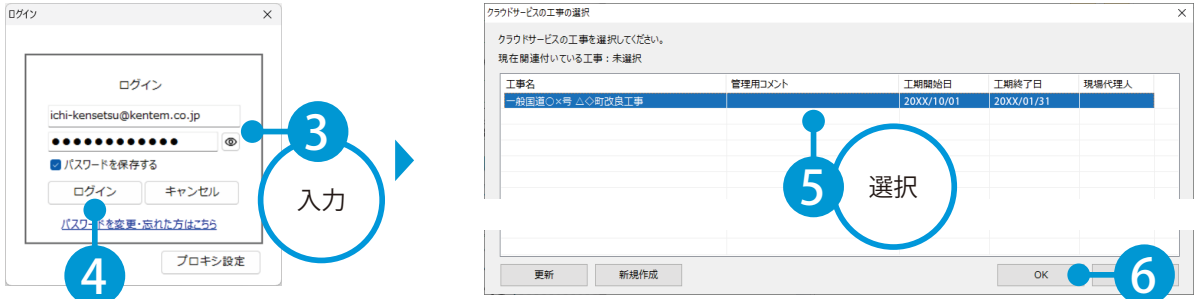 ログイン
ログイン
ichi-kensetsu@kentem.co.jp
●●●●●●●●●●●●
パスワードを保存する
ログイン キャンセル
パスワードを変更・忘れた方はこちら
プロキシ設定
3
入力
4
クラウドサービスの工事の選択
クラウドサービスの工事を選択してください。
現在関連付いている工事：未選択
工事名 管理用コメント 工期開始日 工期終了日 現場代理人
一般国道○×号 △◇町改良工事 20XX/10/01 20XX/01/31
5
選択
更新 新規作成 OK
6